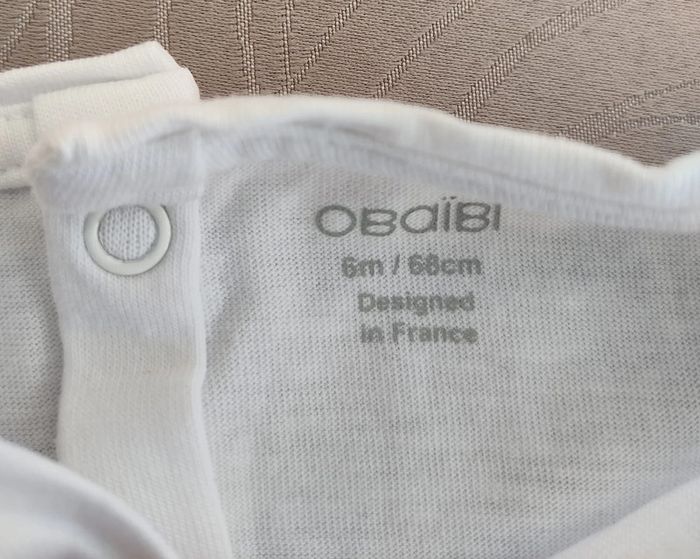 OBaïBI
6m / 68cm
Designed
in France